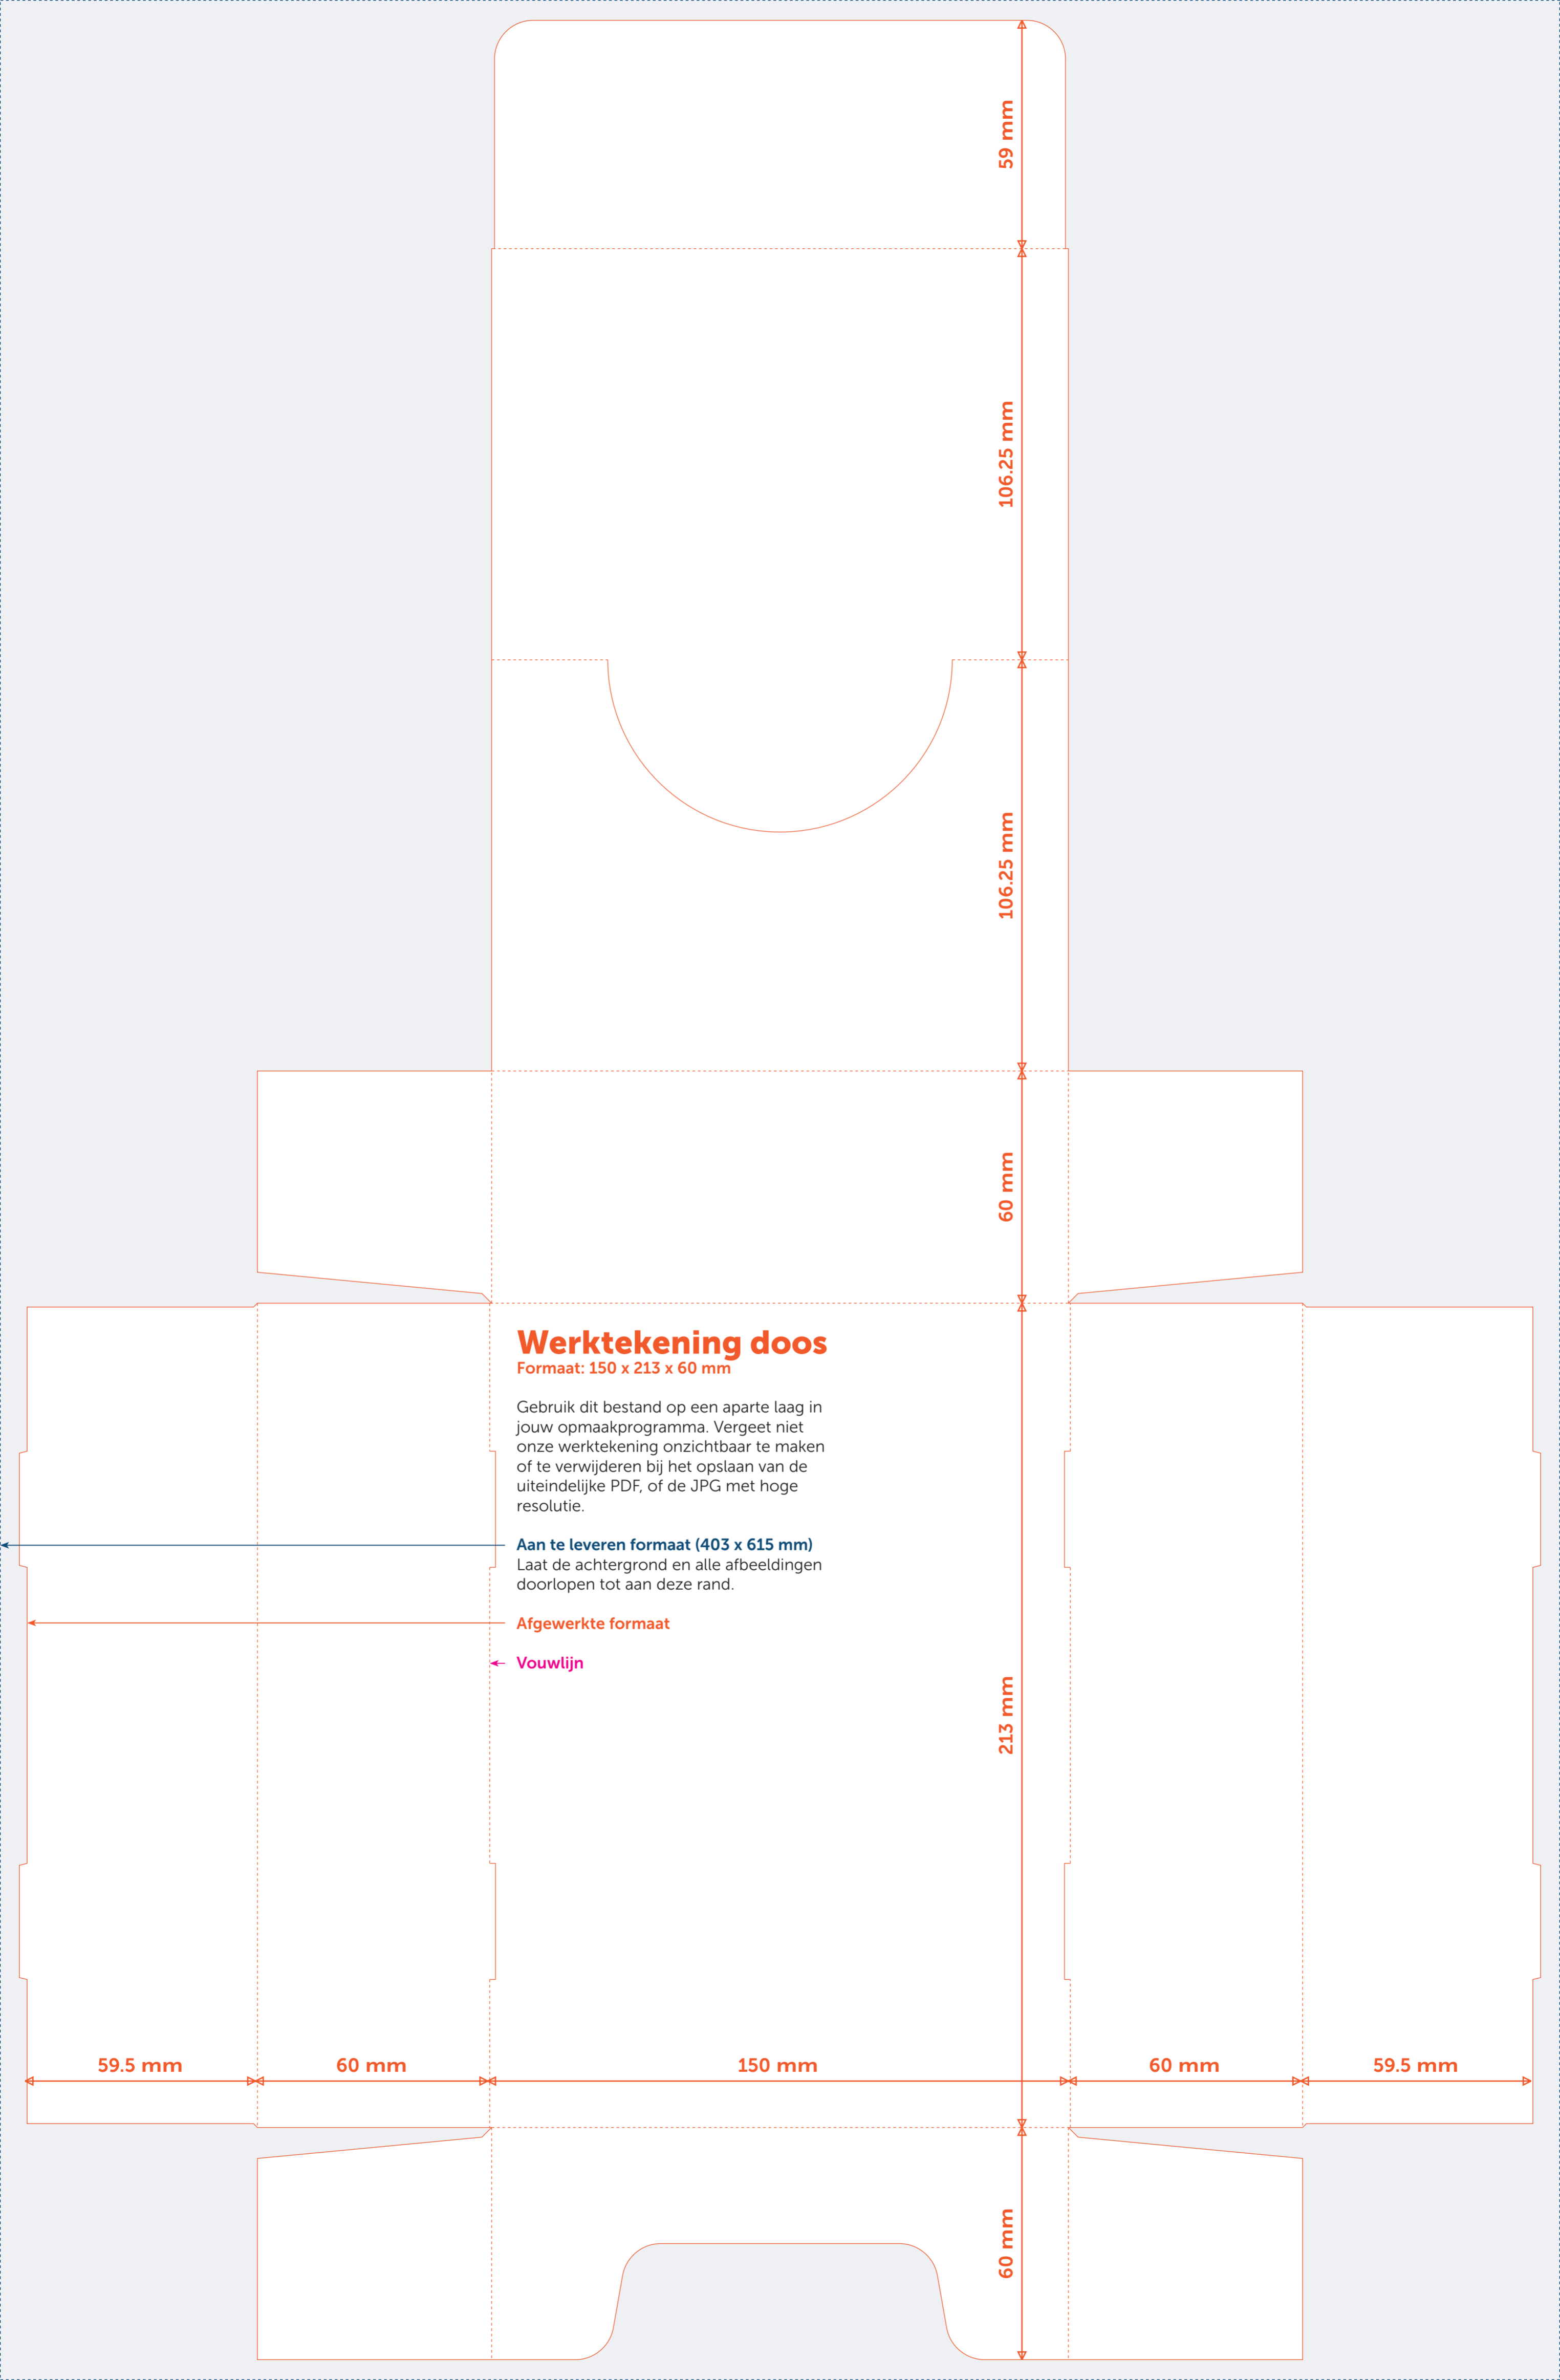 59 mm
106.25 mm
106.25 mm
60 mm
Werktekening doos
Formaat: 150 x 213 x 60 mm
Gebruik dit bestand op een aparte laag in
jouw opmaakprogramma. Vergeet niet
onze werktekening onzichtbaar te maken
of te verwijderen bij het opslaan van de
uiteindelijke PDF, of de JPG met hoge
resolutie.
Aan te leveren formaat (403 x 615 mm)
Laat de achtergrond en alle afbeeldingen
doorlopen tot aan deze rand.
Afgewerkte formaat
Vouwlijn
213 mm
59.5 mm
60 mm
150 mm
60 mm
59.5 mm
60 mm